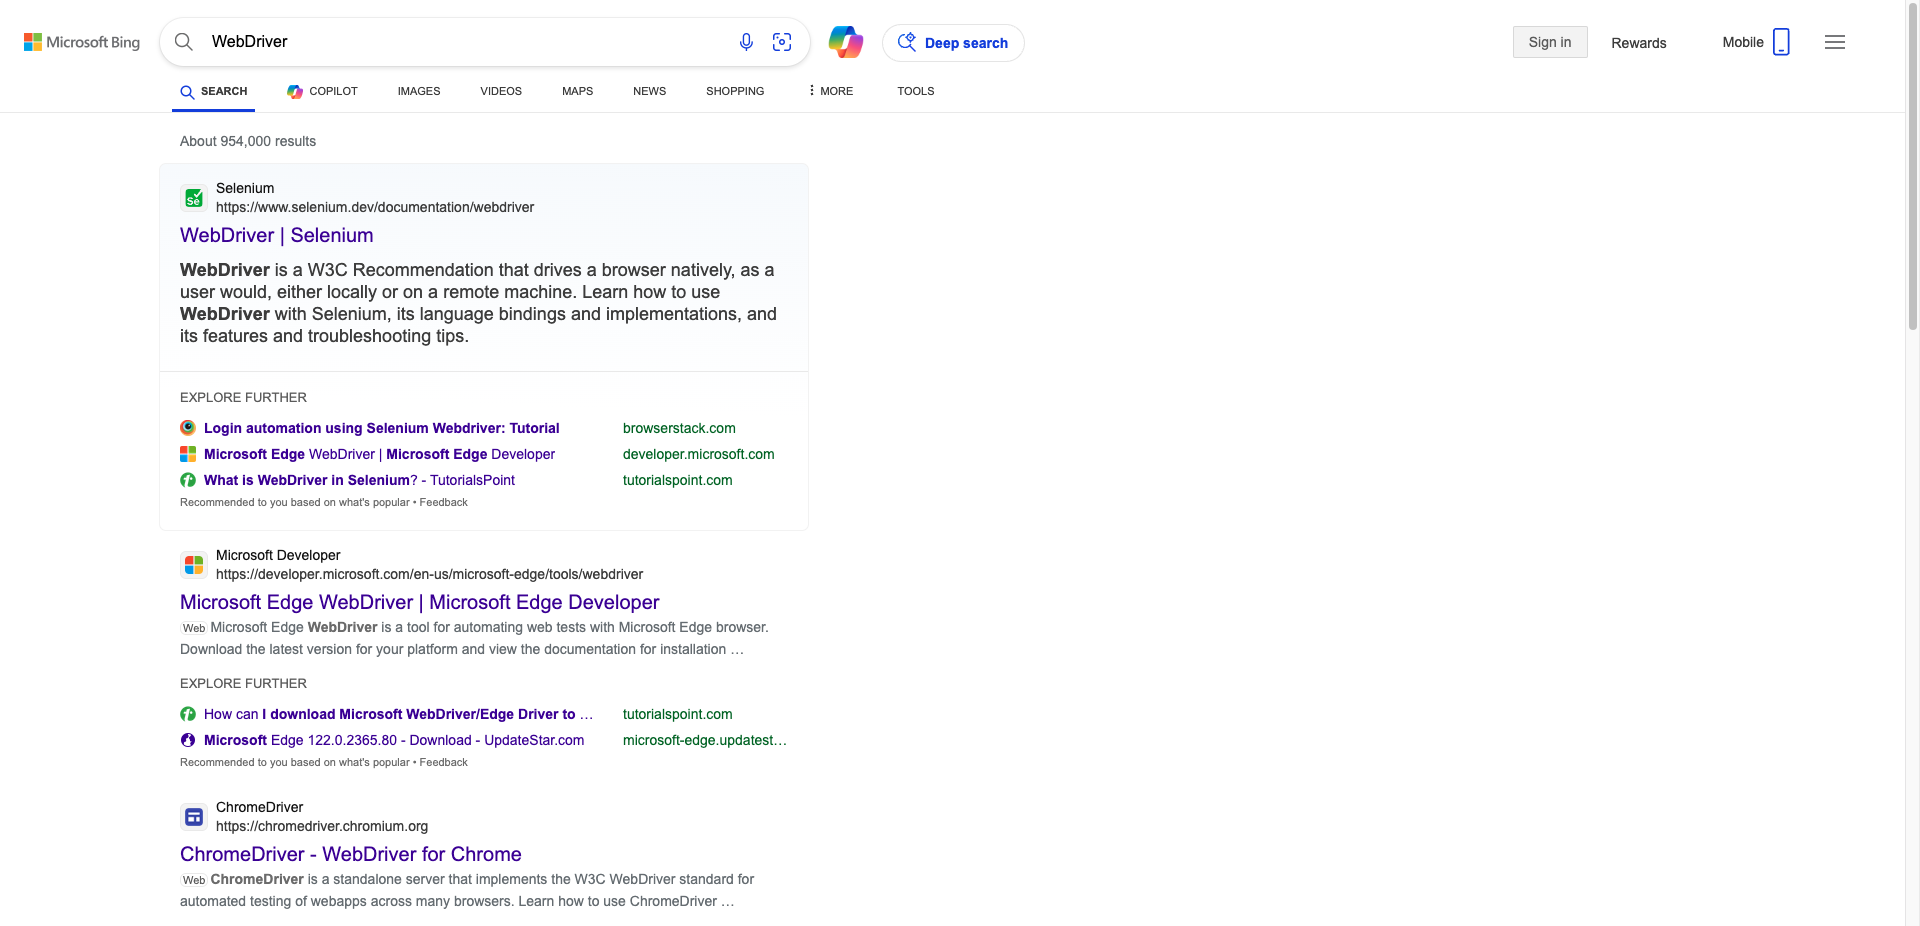 Microsoft Bing
WebDriver
Deep search
Sign in
Rewards
Mobile
SEARCH
COPILOT
IMAGES
VIDEOS
MAPS
NEWS
SHOPPING
MORE
TOOLS
About 954,000 results
Selenium
https://www.selenium.dev/documentation/webdriver
WebDriver | Selenium
WebDriver is a W3C Recommendation that drives a browser natively, as a
user would, either locally or on a remote machine. Learn how to use
WebDriver with Selenium, its language bindings and implementations, and
its features and troubleshooting tips.
EXPLORE FURTHER
Login automation using Selenium Webdriver: Tutorial browserstack.com
Microsoft Edge WebDriver | Microsoft Edge Developer developer.microsoft.com
What is WebDriver in Selenium? - TutorialsPoint tutorialspoint.com
Recommended to you based on what's popular • Feedback
Microsoft Developer
https://developer.microsoft.com/en-us/microsoft-edge/tools/webdriver
Microsoft Edge WebDriver | Microsoft Edge Developer
Web Microsoft Edge WebDriver is a tool for automating web tests with Microsoft Edge browser.
Download the latest version for your platform and view the documentation for installation …
EXPLORE FURTHER
How can I download Microsoft WebDriver/Edge Driver to … tutorialspoint.com
Microsoft Edge 122.0.2365.80 - Download - UpdateStar.com microsoft-edge.updatest…
Recommended to you based on what's popular • Feedback
ChromeDriver
https://chromedriver.chromium.org
ChromeDriver - WebDriver for Chrome
Web ChromeDriver is a standalone server that implements the W3C WebDriver standard for
automated testing of webapps across many browsers. Learn how to use ChromeDriver …